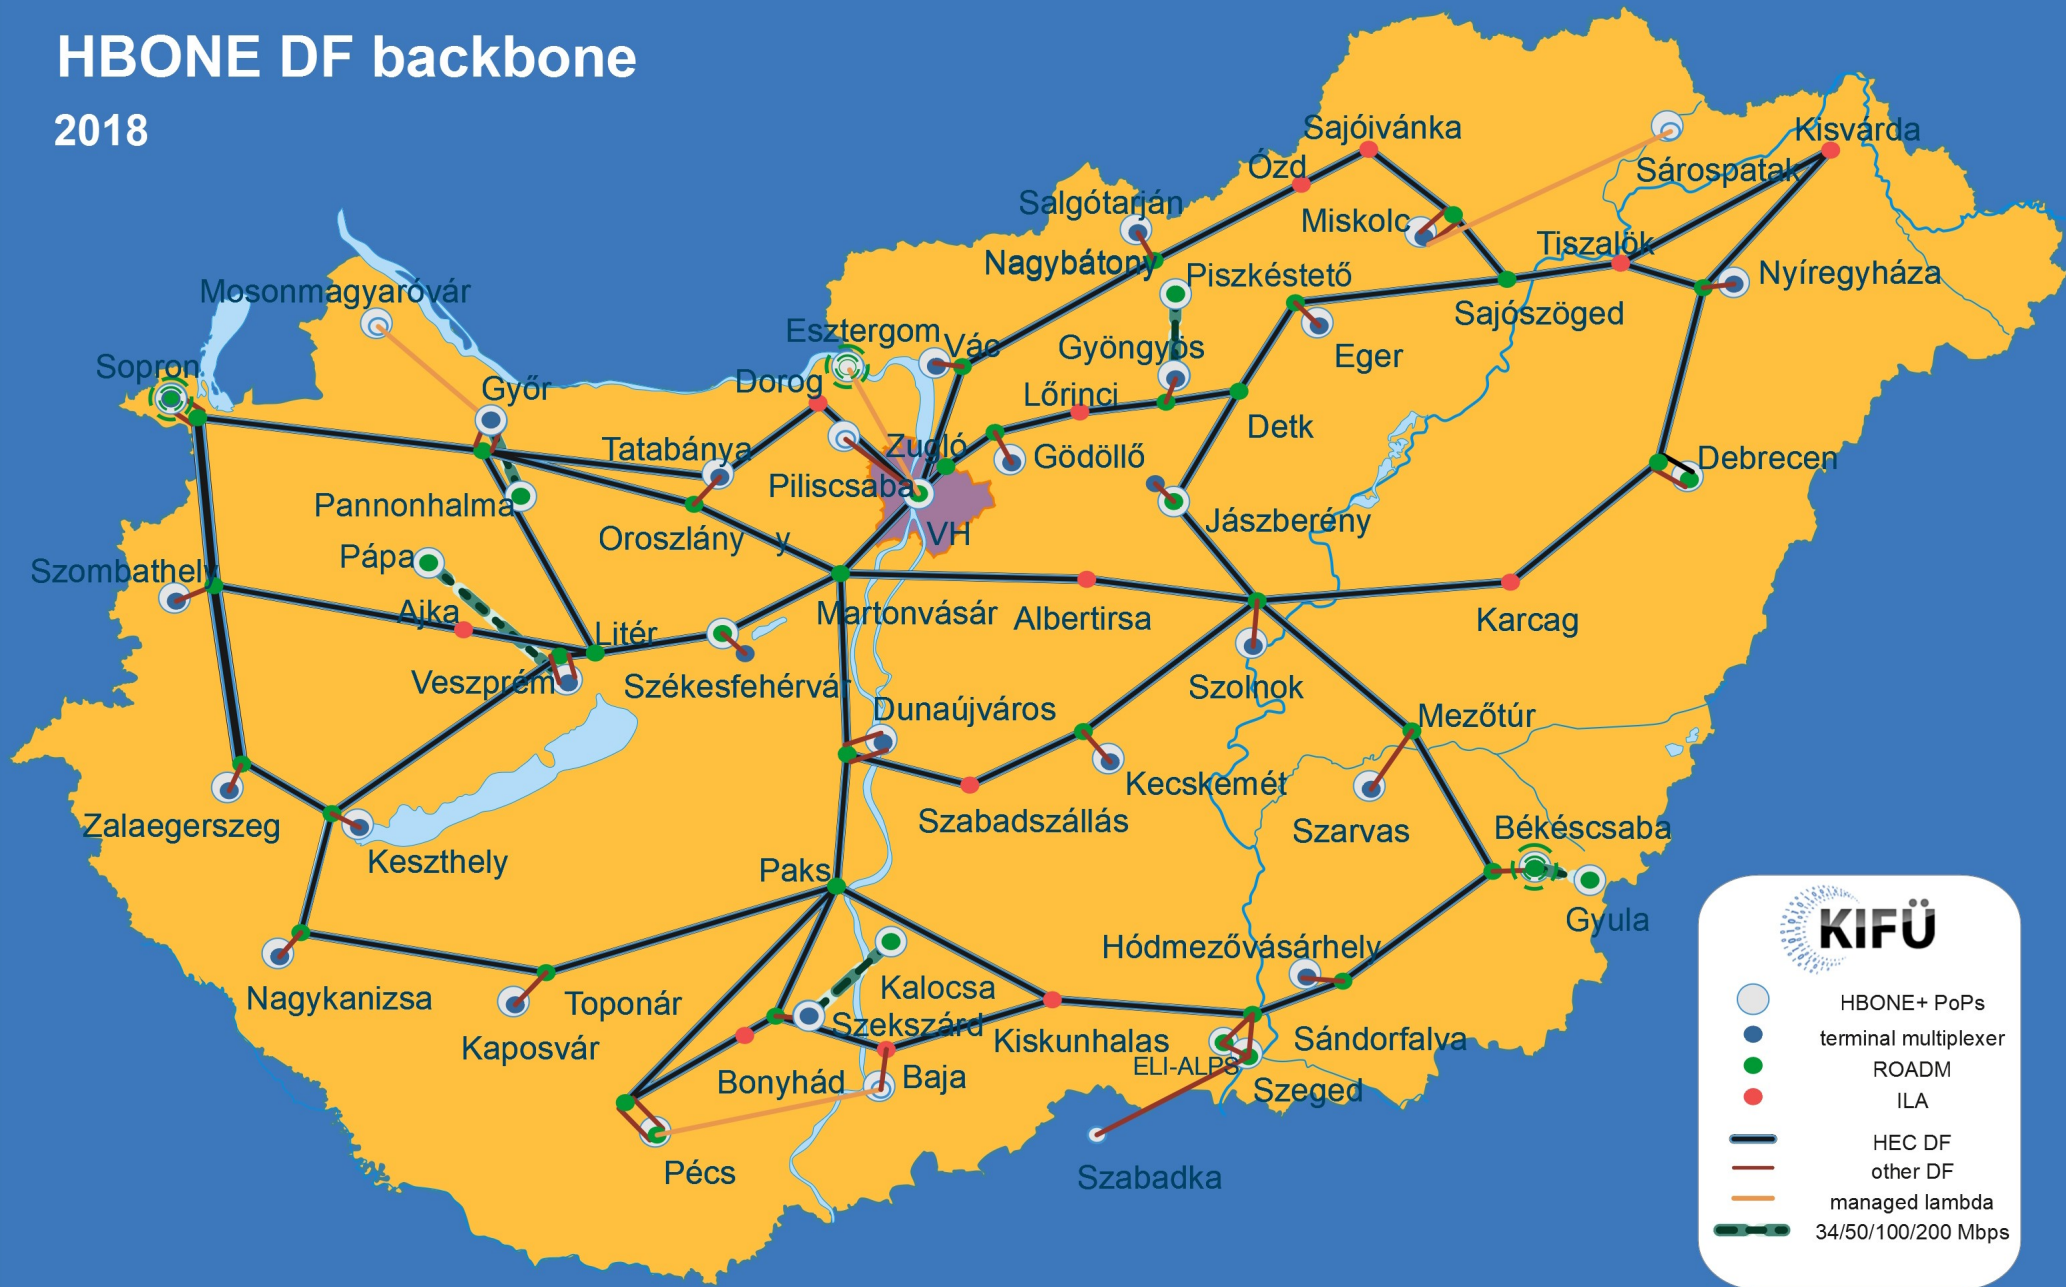 HBONE DF backbone
2018
Sajóivánka
Kisvárda
Ózd
Sárospatak
Salgótarján
Miskolc
Tiszalök
Nagybátony
Piszkéstető
Nyíregyháza
Mosonmagyaróvár
Sajószöged
Esztergom
Vác
Gyöngyös
Eger
Sopron
Győr
Dorog
Lőrinci
Detk
Tatabánya
Zugló
Gödöllő
Debrecen
Piliscsaba
Pannonhalma
Jászberény
Oroszlány y
VH
Pápa
Szombathely
Ajka
Litér
Martonvásár
Albertirsa
Karcag
Veszprém
Székesfehérvár
Szolnok
Dunaújváros
Mezőtúr
Kecskemét
Zalaegerszeg
Szabadszállás
Szarvas
Békéscsaba
Keszthely
Paks
Gyula
Hódmezővásárhely
Nagykanizsa
Toponár
Kalocsa
Szekszárd
Kaposvár
Kiskunhalas
Sándorfalva
ELI-ALPS
Bonyhád
Baja
Szeged
Pécs
Szabadka
KIFÜ
HBONE+ PoPs
terminal multiplexer
ROADM
ILA
HEC DF
other DF
managed lambda
34/50/100/200 Mbps